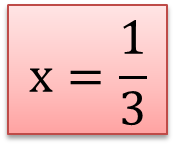 x = 1/3